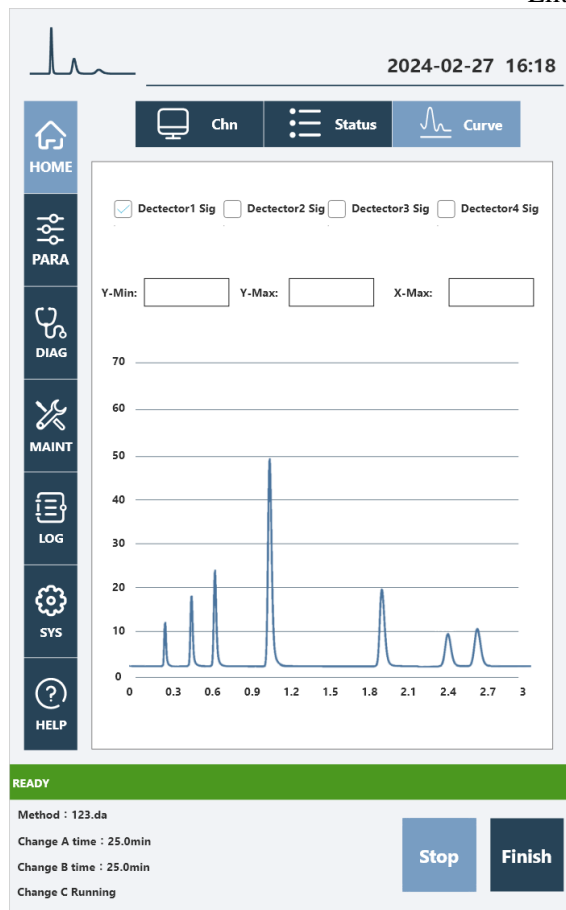 2024-02-27 16:18
Chn Status Curve
HOME
Dectector1 Sig Dectector2 Sig Dectector3 Sig Dectector4 Sig
PARA
Y-Min: Y-Max: X-Max:
DIAG
MAINT
LOG
SYS
HELP
70
60
50
40
30
20
10
0
0 0.3 0.6 0.9 1.2 1.5 1.8 2.1 2.4 2.7 3
READY
Method：123.da
Change A time：25.0min
Change B time：25.0min
Change C Running
Stop Finish